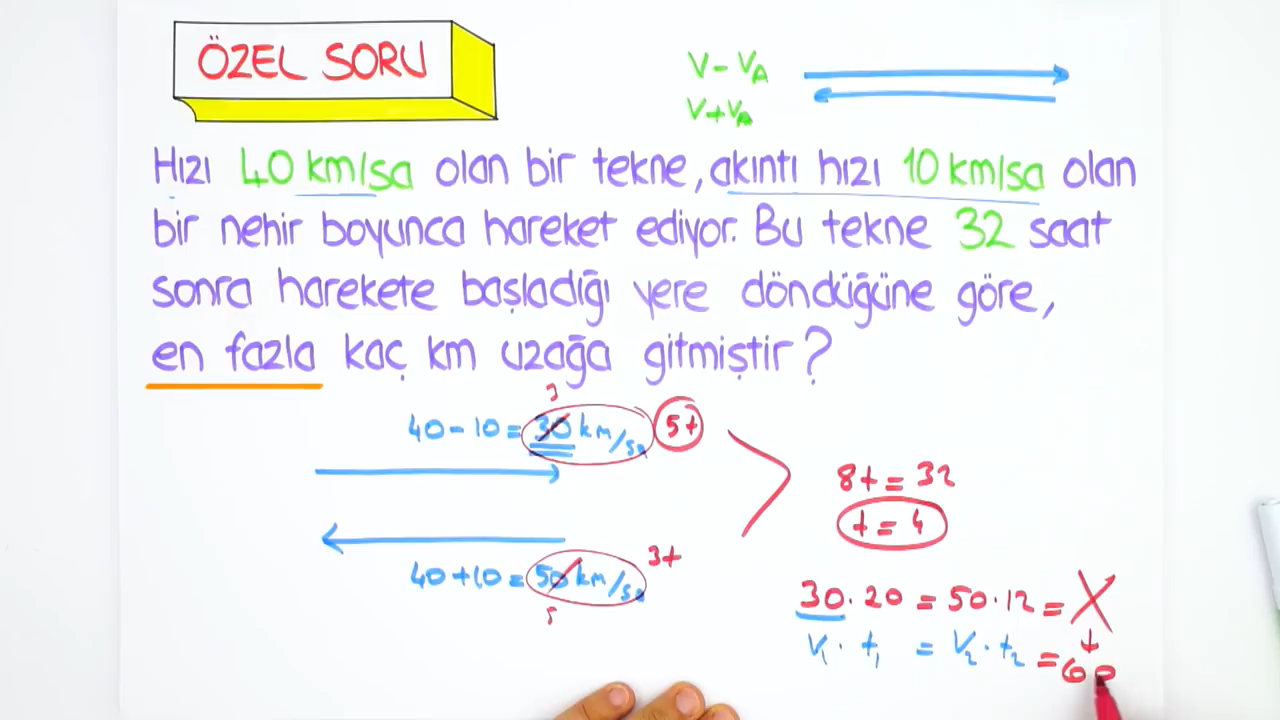 ÖZEL SORU
V - VA
V+VA
Hızı 40 km/sa olan bir tekne, akıntı hızı 10 km/sa olan
bir nehir boyunca hareket ediyor. Bu tekne 32 saat
sonra harekete başladığı yere döndüğüne göre,
en fazla kaç km uzağa gitmiştir?
3
40 - 10 = 30 km/sa 5t
8t = 32
t = 4
40 + 10 = 50 km/sa 3t
5
30 · 20 = 50 · 12 = X
V1 · t1 = V2 · t2 = 60